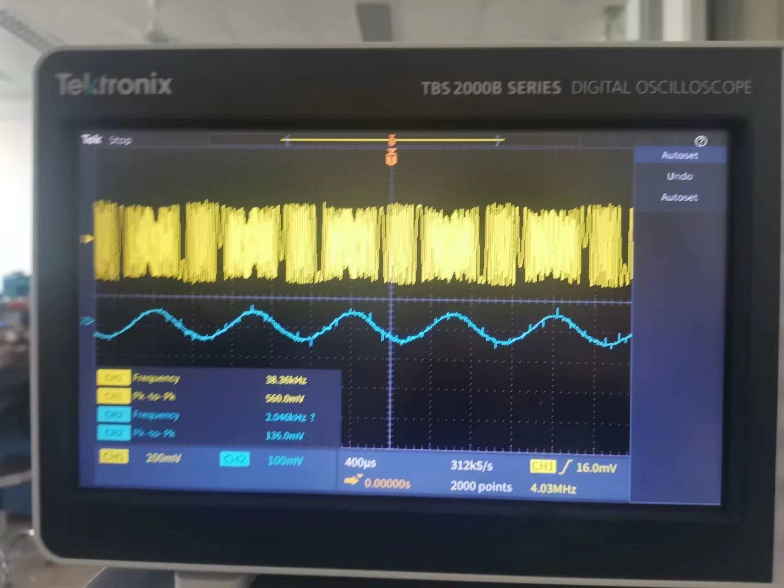 Tektronix
TBS 2000B SERIES DIGITAL OSCILLOSCOPE
Tek Stop
Autoset
Undo
Autoset
CH1 Frequency 38.36kHz
CH1 Pk-to-Pk 560.0mV
CH2 Frequency 2.046kHz ?
CH2 Pk-to-Pk 136.0mV
CH1 200mV CH2 100mV
400µs 312kS/s CH1 16.0mV
0.00000s 2000 points 4.03MHz